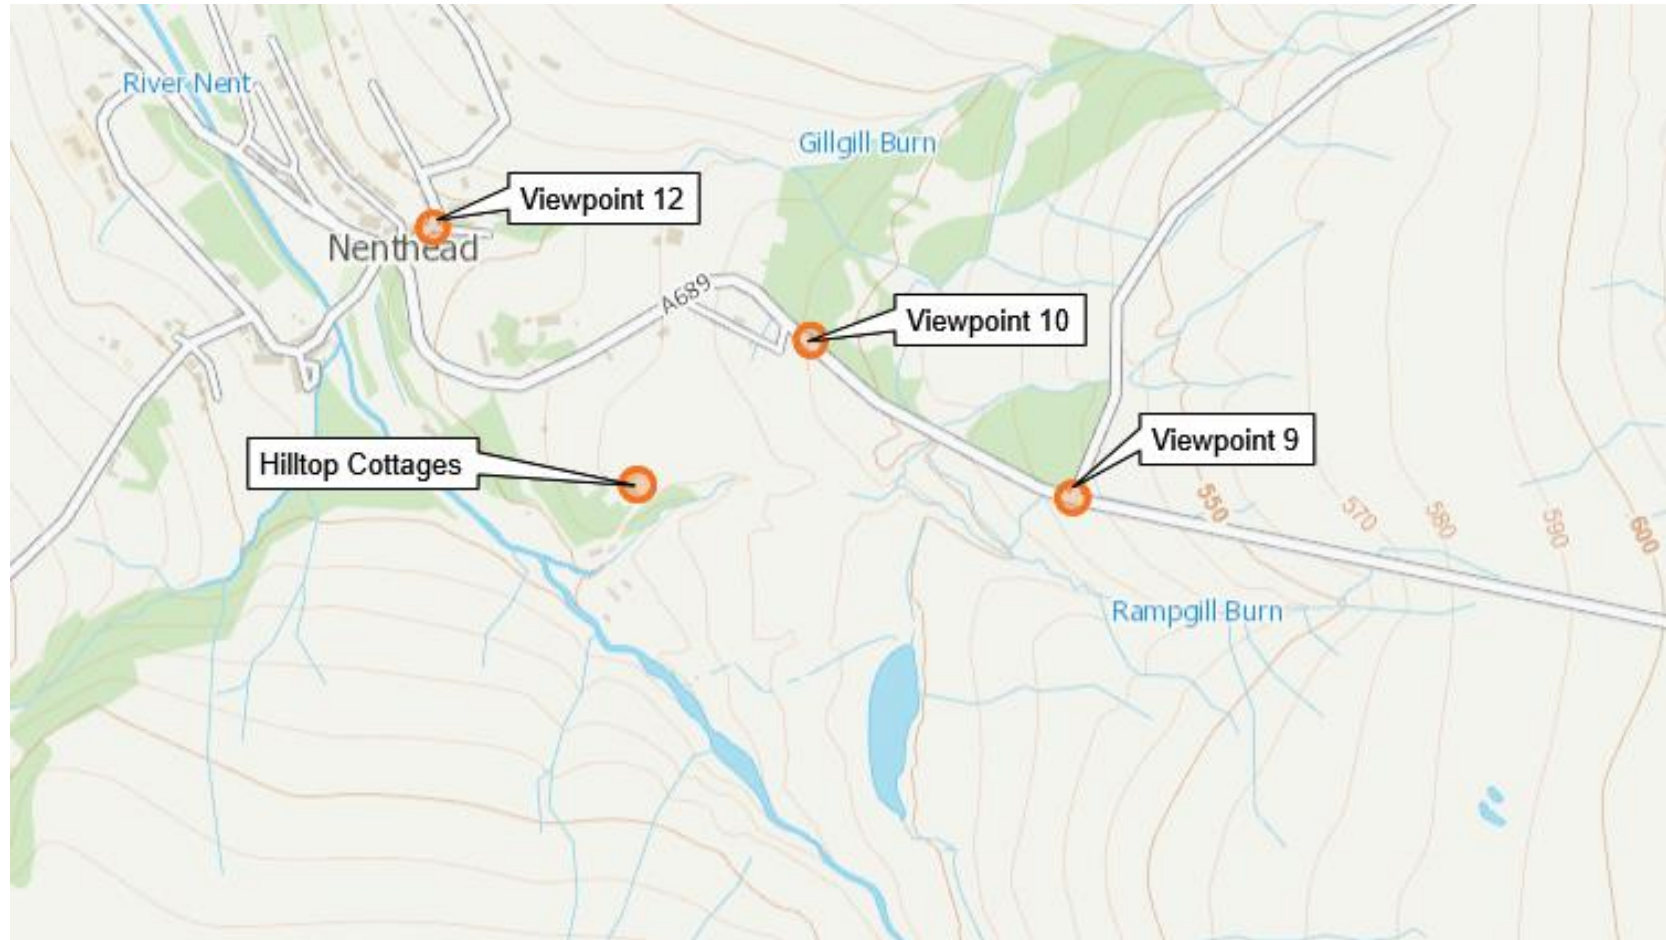 River Nent
Gillgill Burn
Viewpoint 12
Nenthead
A689
Viewpoint 10
Viewpoint 9
Hilltop Cottages
550
570
580
590
600
Rampgill Burn